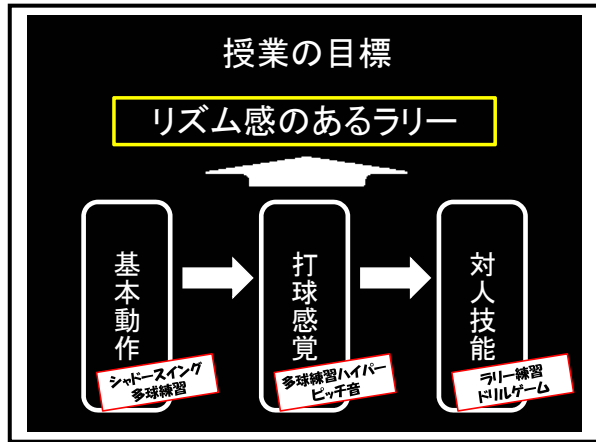 授業の目標
リズム感のあるラリー
基本動作
シャドースイング
多球練習
打球感覚
多球練習ハイパー
ピッチ音
対人技能
ラリー練習
ドリルゲーム